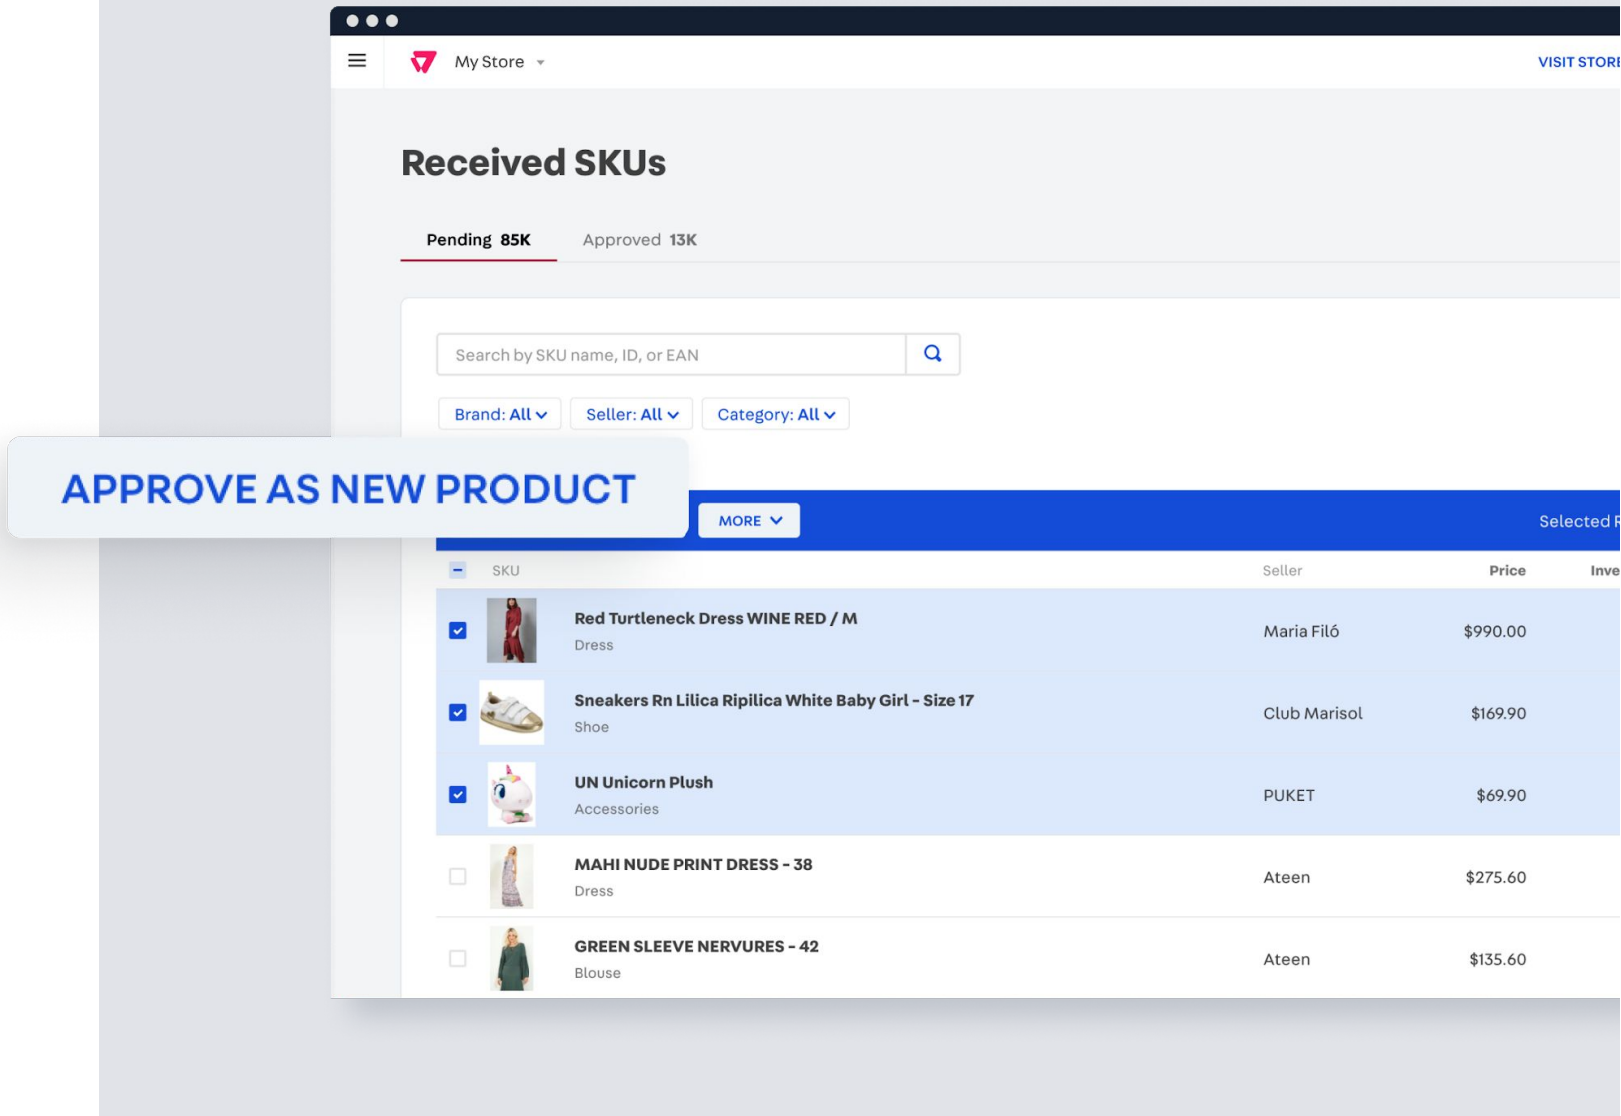 My Store
VISIT STORE
Received SKUs
Pending 85K
Approved 13K
Search by SKU name, ID, or EAN
Brand: All
Seller: All
Category: All
APPROVE AS NEW PRODUCT
MORE
Selected
SKU
Seller
Price
Red Turtleneck Dress WINE RED / M
Dress
Maria Filó
$990.00
Sneakers Rn Lilica Ripilica White Baby Girl - Size 17
Shoe
Club Marisol
$169.90
UN Unicorn Plush
Accessories
PUKET
$69.90
MAHI NUDE PRINT DRESS - 38
Dress
Ateen
$275.60
GREEN SLEEVE NERVURES - 42
Blouse
Ateen
$135.60